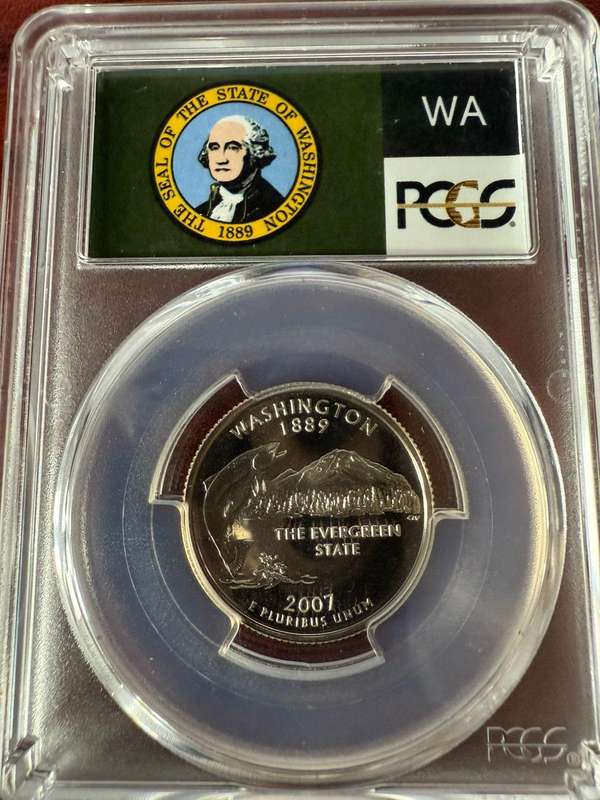 THE SEAL OF THE STATE OF WASHINGTON
1889
WA
PCGS
WASHINGTON
1889
THE EVERGREEN
STATE
2007
E PLURIBUS UNUM
PCGS